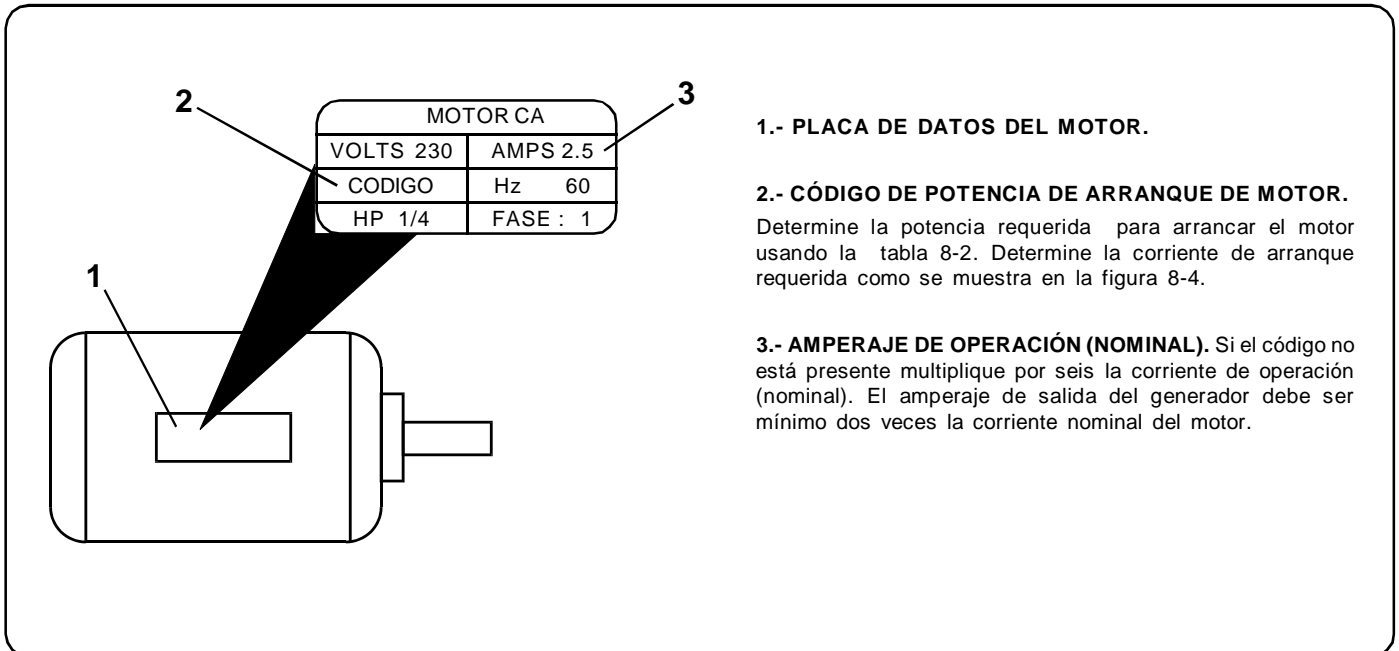 2
3
MOTOR CA
VOLTS 230 AMPS 2.5
CODIGO Hz 60
HP 1/4 FASE : 1
1
1.- PLACA DE DATOS DEL MOTOR.
2.- CÓDIGO DE POTENCIA DE ARRANQUE DE MOTOR.
Determine la potencia requerida para arrancar el motor
usando la tabla 8-2. Determine la corriente de arranque
requerida como se muestra en la figura 8-4.
3.- AMPERAJE DE OPERACIÓN (NOMINAL). Si el código no
está presente multiplique por seis la corriente de operación
(nominal). El amperaje de salida del generador debe ser
mínimo dos veces la corriente nominal del motor.